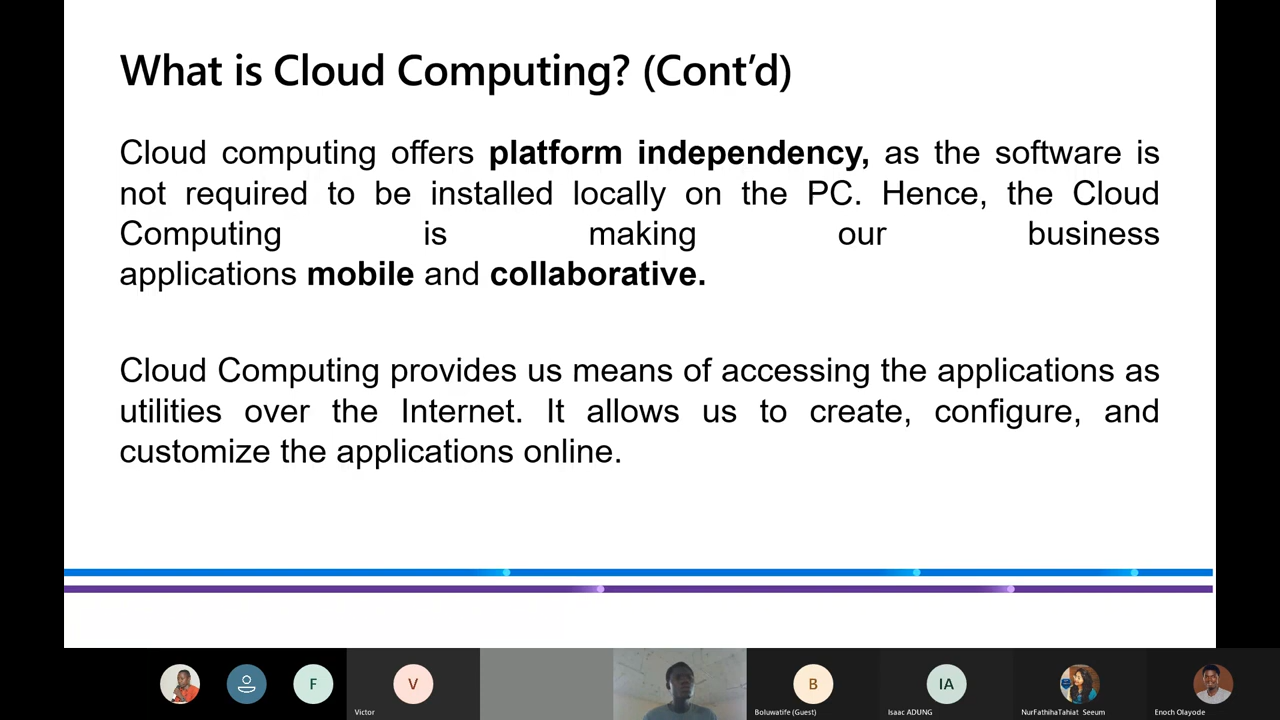 What is Cloud Computing? (Cont’d)
Cloud computing offers platform independency, as the software is
not required to be installed locally on the PC. Hence, the Cloud
Computing is making our business
applications mobile and collaborative.
Cloud Computing provides us means of accessing the applications as
utilities over the Internet. It allows us to create, configure, and
customize the applications online.
F
V
B
IA
Victor
Boluwatife (Guest)
Isaac ADUNG
NurFathihaTahiat Seeum
Enoch Olayode